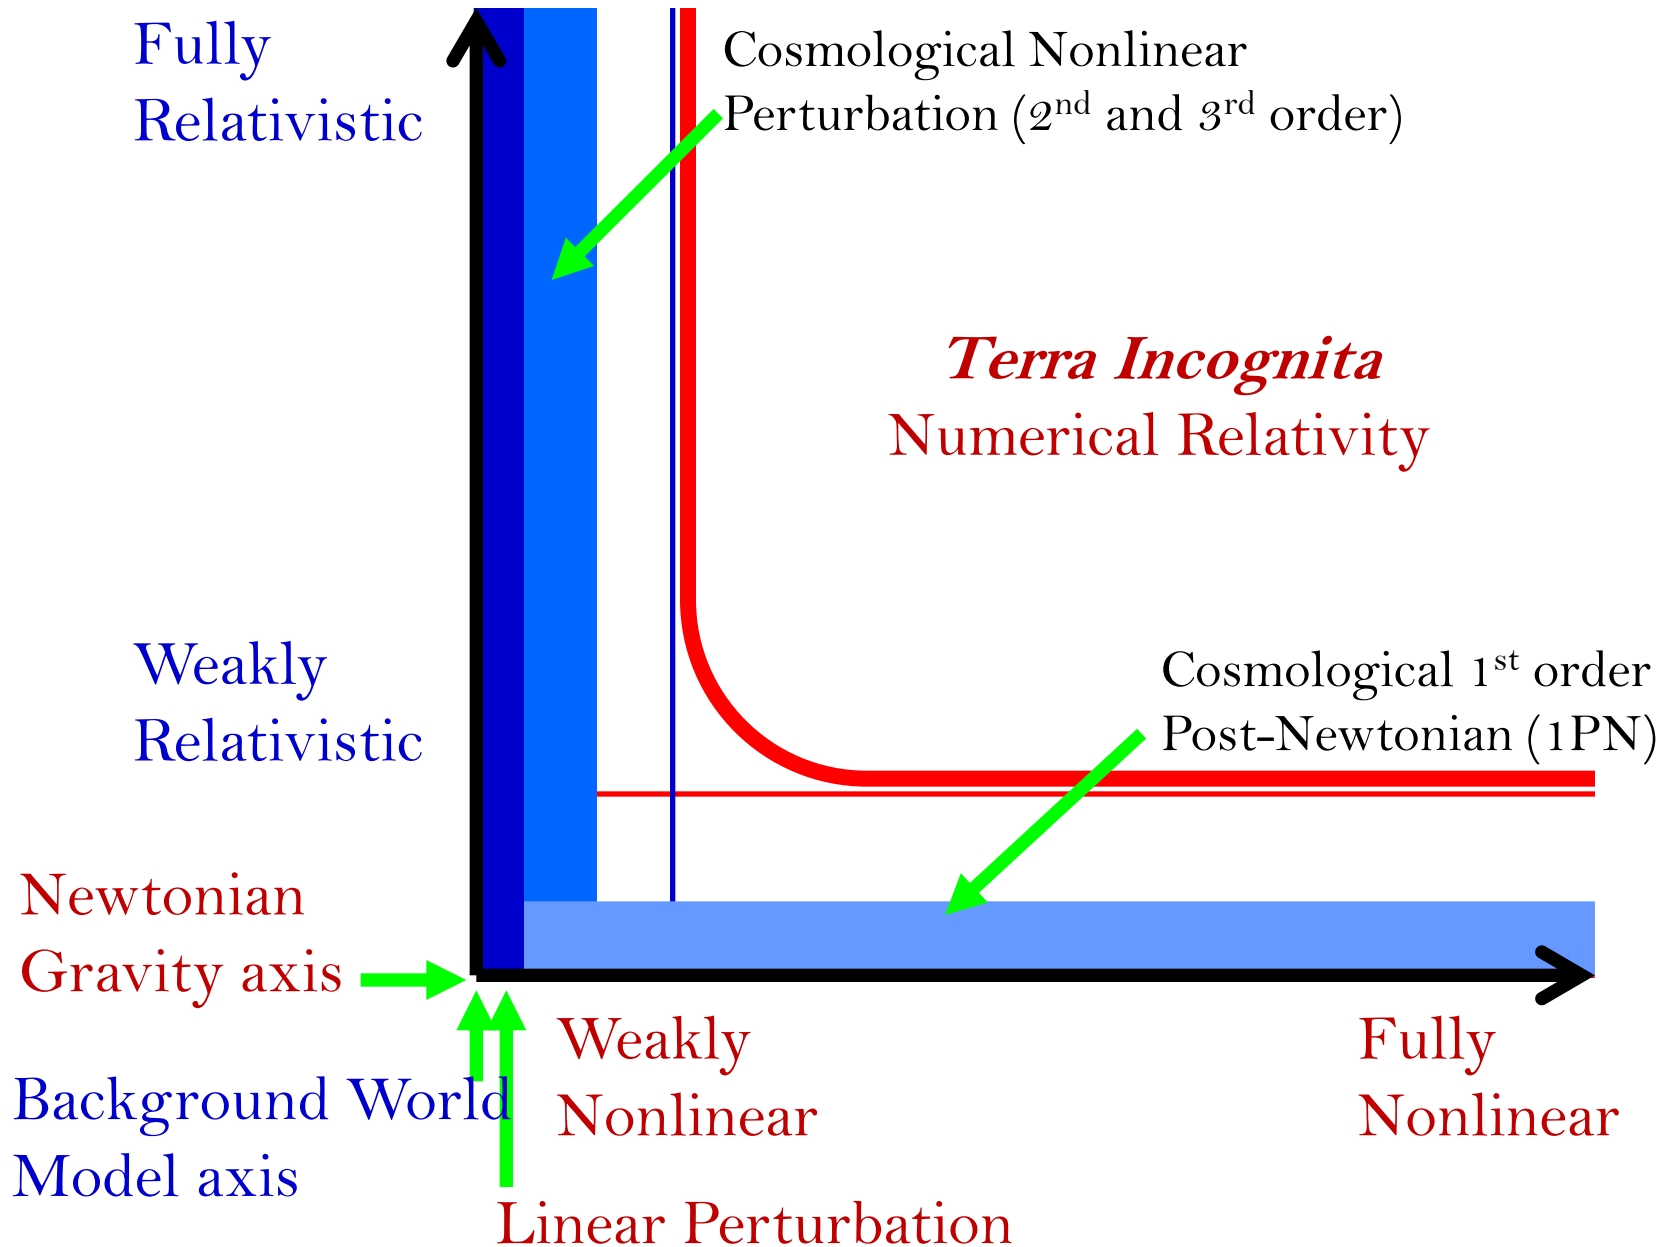 Fully
Relativistic
Cosmological Nonlinear
Perturbation (2nd and 3rd order)
Terra Incognita
Numerical Relativity
Weakly
Relativistic
Cosmological 1st order
Post-Newtonian (1PN)
Newtonian
Gravity axis
Background World
Model axis
Weakly
Nonlinear
Fully
Nonlinear
Linear Perturbation